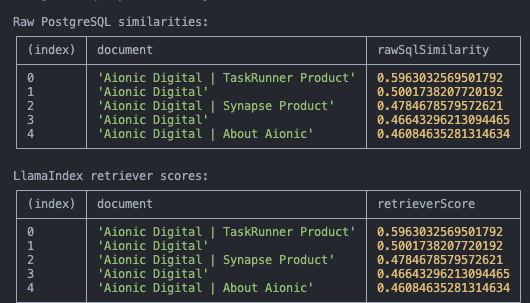 Raw PostgreSQL similarities:
(index) document rawSqlSimilarity
0 'Aionic Digital | TaskRunner Product' 0.5963032569501792
1 'Aionic Digital' 0.5001738207720192
2 'Aionic Digital | Synapse Product' 0.4784678579572621
3 'Aionic Digital' 0.46643296213094465
4 'Aionic Digital | About Aionic' 0.46084635281314634
LlamaIndex retriever scores:
(index) document retrieverScore
0 'Aionic Digital | TaskRunner Product' 0.5963032569501792
1 'Aionic Digital' 0.5001738207720192
2 'Aionic Digital | Synapse Product' 0.4784678579572621
3 'Aionic Digital' 0.46643296213094465
4 'Aionic Digital | About Aionic' 0.46084635281314634